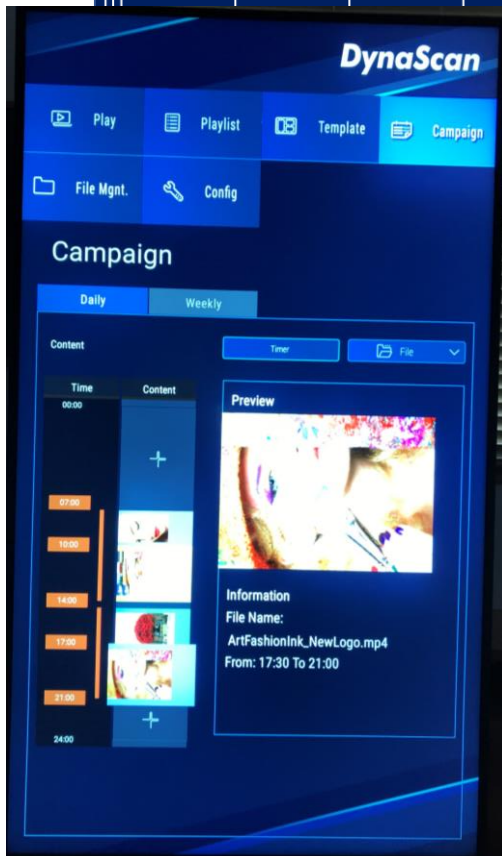 DynaScan
Play
Playlist
Template
Campaign
File Mgnt.
Config
Campaign
Daily
Weekly
Content
Timer
File
Time
Content
00:00
07:00
10:00
14:00
17:00
21:00
24:00
Preview
Information
File Name:
ArtFashionInk_NewLogo.mp4
From: 17:30 To 21:00